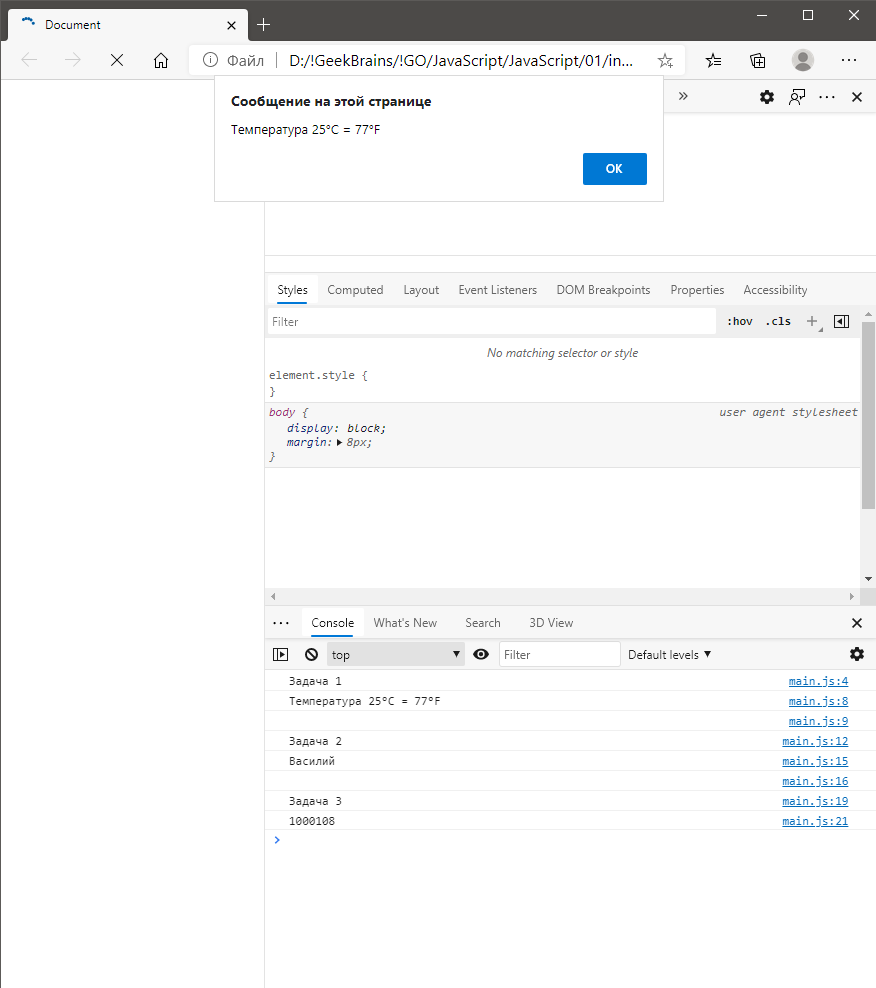 Document
Файл D:/!GeekBrains/!GO/JavaScript/JavaScript/01/in...
Сообщение на этой странице
Температура 25°C = 77°F
OK
Styles Computed Layout Event Listeners DOM Breakpoints Properties Accessibility
Filter :hov .cls
No matching selector or style
element.style {
}
body { user agent stylesheet
display: block;
margin: 8px;
}
Console What's New Search 3D View
top Filter Default levels
Задача 1 main.js:4
Температура 25°C = 77°F main.js:8
main.js:9
Задача 2 main.js:12
Василий main.js:15
main.js:16
Задача 3 main.js:19
1000108 main.js:21